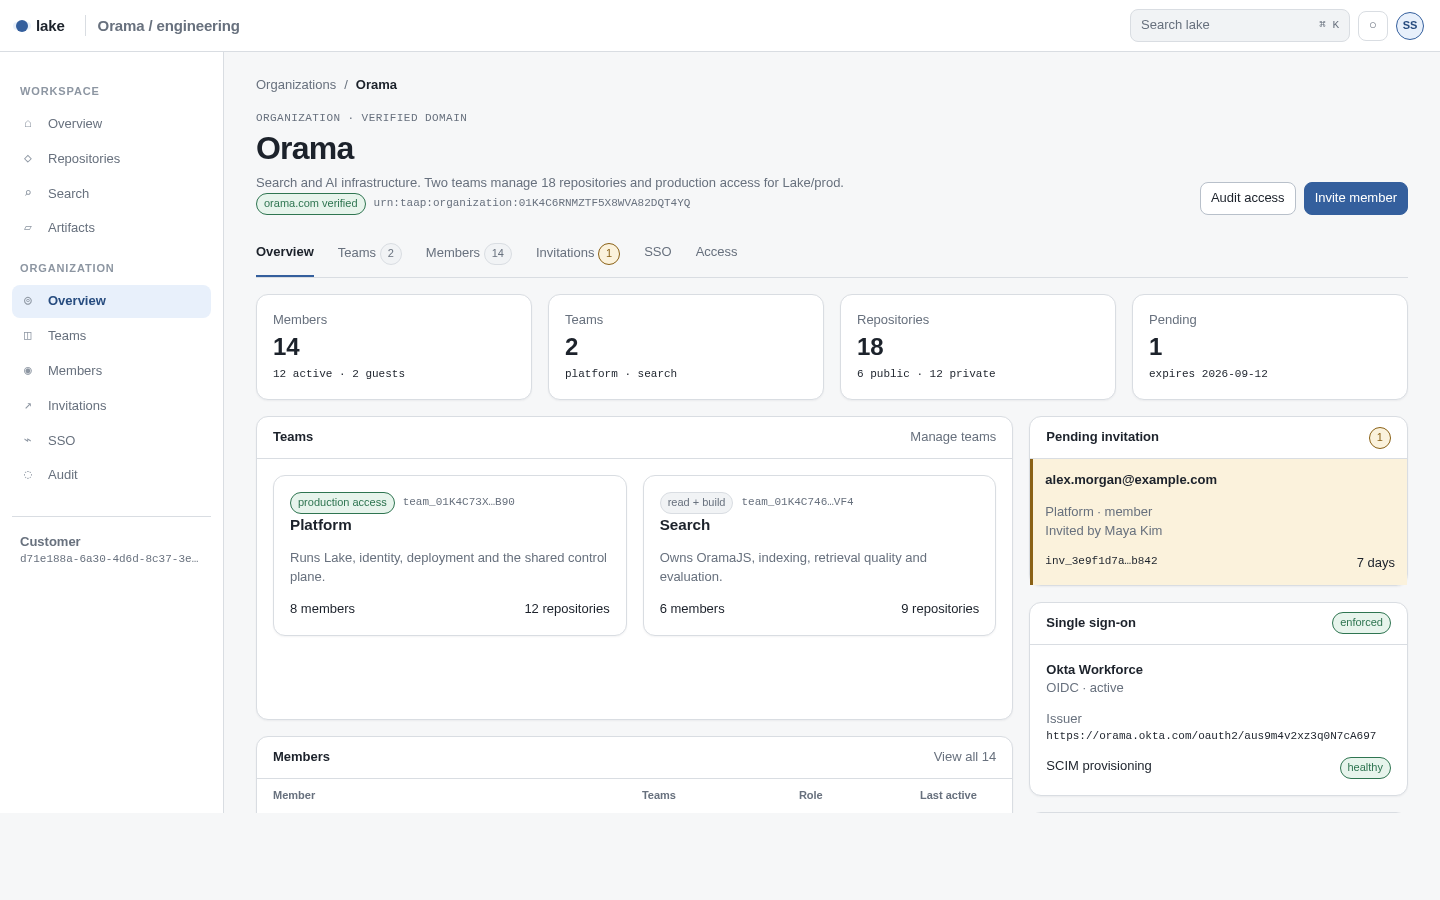 lake
Orama / engineering
Search lake ⌘ K
SS
WORKSPACE
Overview
Repositories
Search
Artifacts
ORGANIZATION
Overview
Teams
Members
Invitations
SSO
Audit
Customer
d71e188a-6a30-4d6d-8c37-3e…
Organizations / Orama
ORGANIZATION · VERIFIED DOMAIN
Orama
Search and AI infrastructure. Two teams manage 18 repositories and production access for Lake/prod.
orama.com verified urn:taap:organization:01K4C6RNMZTF5X8WVA82DQT4YQ
Audit access
Invite member
Overview Teams 2 Members 14 Invitations 1 SSO Access
Members
14
12 active · 2 guests
Teams
2
platform · search
Repositories
18
6 public · 12 private
Pending
1
expires 2026-09-12
Teams Manage teams
production access team_01K4C73X…B90
Platform
Runs Lake, identity, deployment and the shared control
plane.
8 members 12 repositories
read + build team_01K4C746…VF4
Search
Owns OramaJS, indexing, retrieval quality and
evaluation.
6 members 9 repositories
Members View all 14
Member Teams Role Last active
Pending invitation 1
alex.morgan@example.com
Platform · member
Invited by Maya Kim
inv_3e9f1d7a…b842 7 days
Single sign-on enforced
Okta Workforce
OIDC · active
Issuer
https://orama.okta.com/oauth2/aus9m4v2xz3q0N7cA697
SCIM provisioning healthy